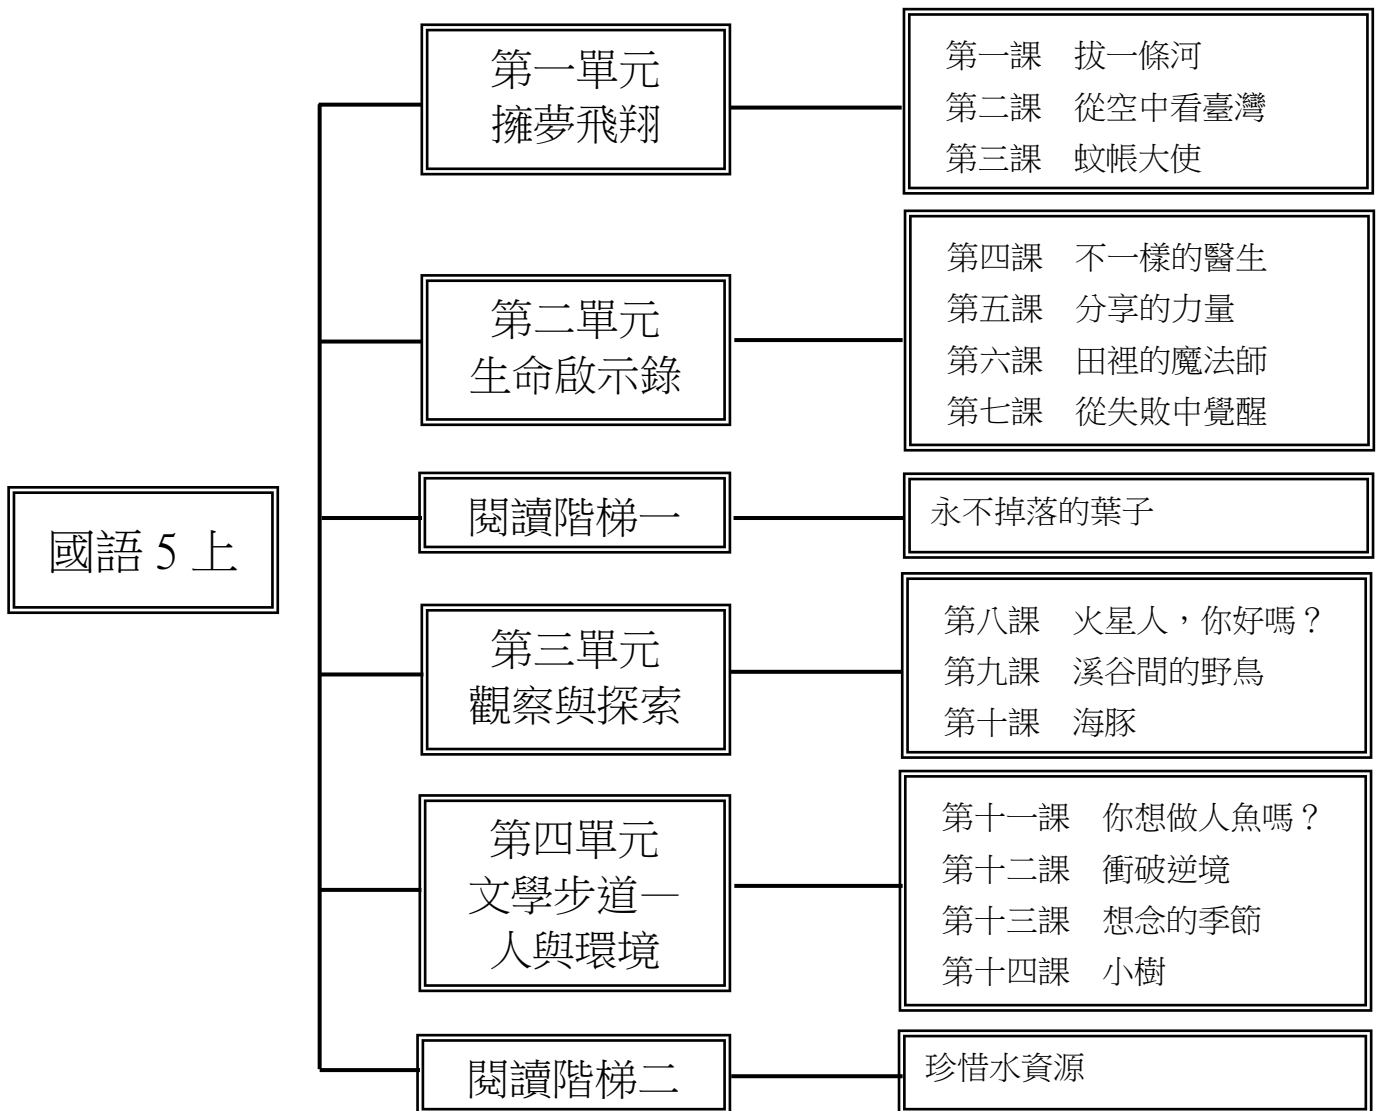 國語 5 上
第一單元
擁夢飛翔
第一課 拔一條河
第二課 從空中看臺灣
第三課 蚊帳大使
第二單元
生命啟示錄
第四課 不一樣的醫生
第五課 分享的力量
第六課 田裡的魔法師
第七課 從失敗中覺醒
閱讀階梯一
永不掉落的葉子
第三單元
觀察與探索
第八課 火星人，你好嗎？
第九課 溪谷間的野鳥
第十課 海豚
第四單元
文學步道—
人與環境
第十一課 你想做人魚嗎？
第十二課 衝破逆境
第十三課 想念的季節
第十四課 小樹
閱讀階梯二
珍惜水資源